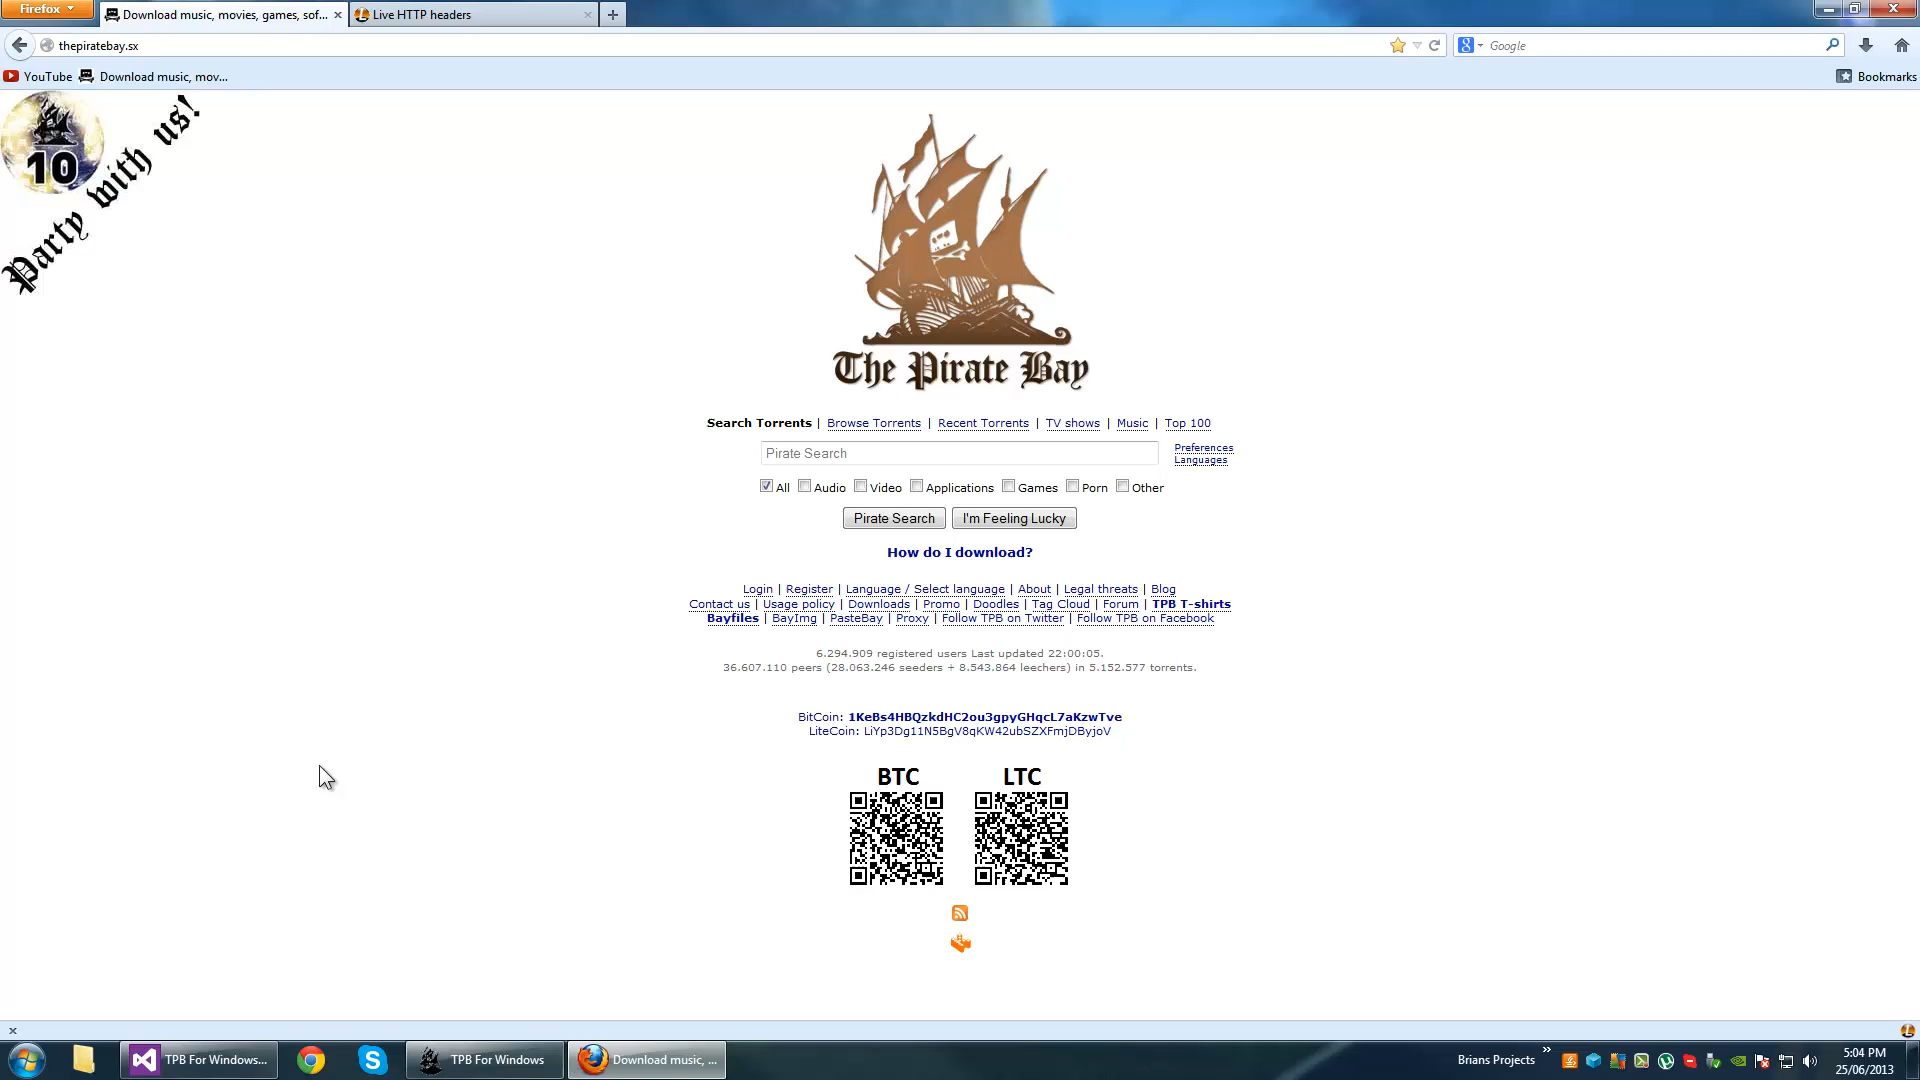 Firefox
Download music, movies, games, sof...
Live HTTP headers
thepiratebay.sx
Google
YouTube
Download music, mov...
Bookmarks
10
Party with us!
The Pirate Bay
Search Torrents | Browse Torrents | Recent Torrents | TV shows | Music | Top 100
Pirate Search
Preferences
Languages
All Audio Video Applications Games Porn Other
Pirate Search
I'm Feeling Lucky
How do I download?
Login | Register | Language / Select language | About | Legal threats | Blog
Contact us | Usage policy | Downloads | Promo | Doodles | Tag Cloud | Forum | TPB T-shirts
Bayfiles | BayImg | PasteBay | Proxy | Follow TPB on Twitter | Follow TPB on Facebook
6.294.909 registered users Last updated 22:00:05.
36.607.110 peers (28.063.246 seeders + 8.543.864 leechers) in 5.152.577 torrents.
BitCoin: 1KeBs4HBQzkdHC2ou3gpyGHqcL7aKzwTve
LiteCoin: LiYp3Dg11N5BgV8qKW42ubSZXFmjDByjoV
BTC
LTC
TPB For Windows...
TPB For Windows
Download music, ...
Brians Projects
5:04 PM
25/06/2013